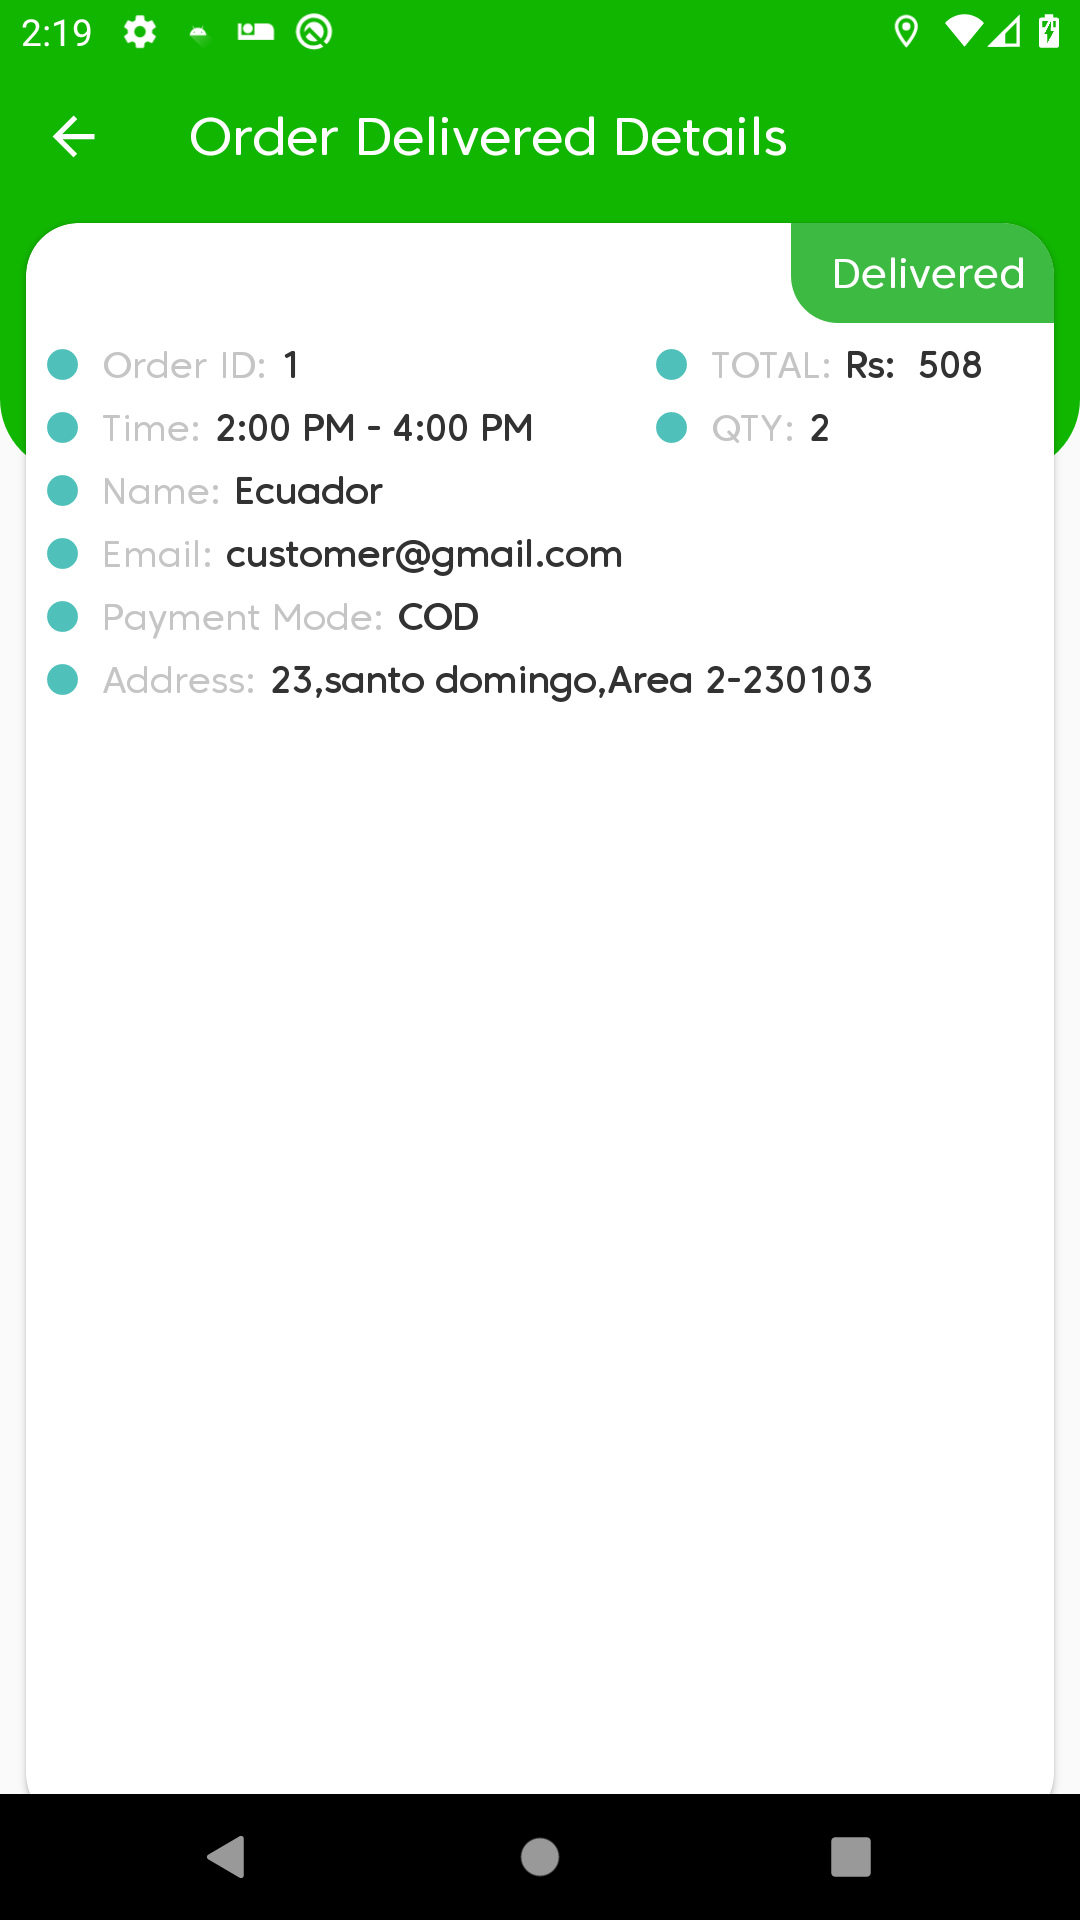 2:19
Order Delivered Details
Delivered
Order ID: 1
TOTAL: Rs: 508
Time: 2:00 PM - 4:00 PM
QTY: 2
Name: Ecuador
Email: customer@gmail.com
Payment Mode: COD
Address: 23,santo domingo,Area 2-230103